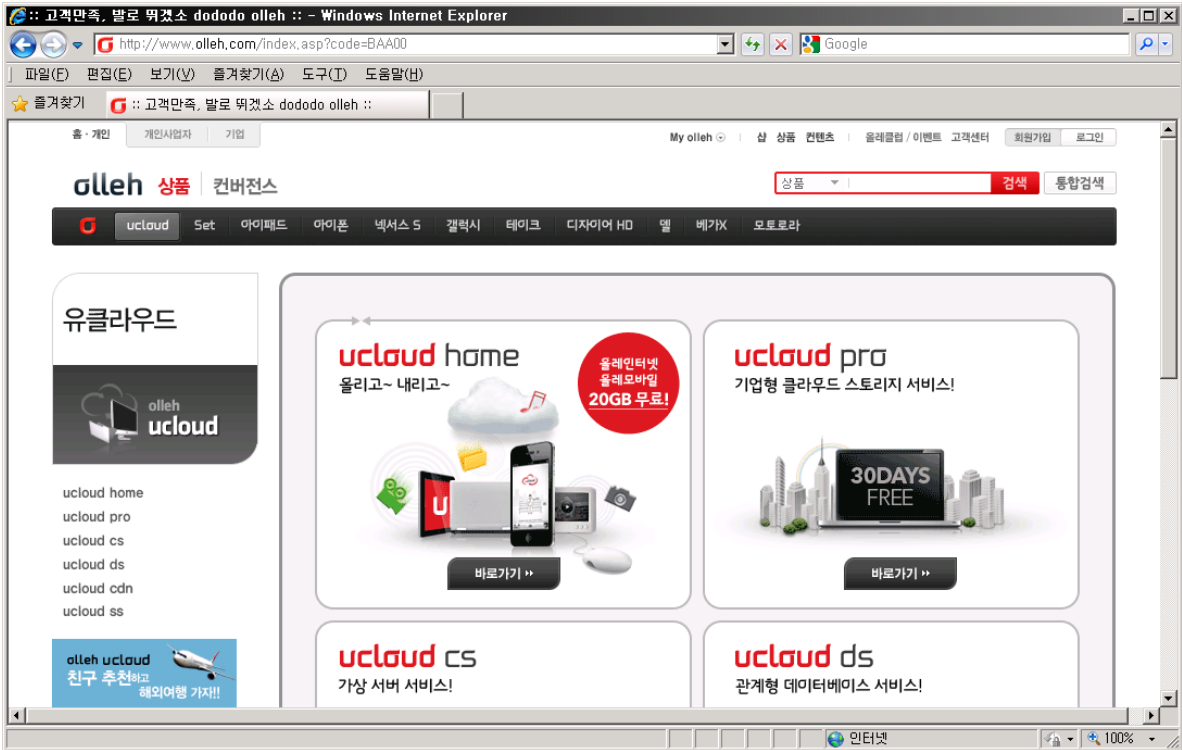 :: 고객만족, 발로 뛰겠소 dododo olleh :: - Windows Internet Explorer
http://www.olleh.com/index.asp?code=BAA00
Google
파일(F) 편집(E) 보기(V) 즐겨찾기(A) 도구(T) 도움말(H)
즐겨찾기
:: 고객만족, 발로 뛰겠소 dododo olleh ::
홈·개인 개인사업자 기업
My olleh 샵 상품 컨텐츠 올레클럽/이벤트 고객센터 회원가입 로그인
olleh 상품 컨버전스
상품 검색 통합검색
ucloud Set 아이패드 아이폰 넥서스 S 갤럭시 테이크 디자이어 HD 델 베가X 모토로라
유클라우드
olleh
ucloud
ucloud home
ucloud pro
ucloud cs
ucloud ds
ucloud cdn
ucloud ss
olleh ucloud
친구 추천하고
해외여행 가자!!
ucloud home
올리고~ 내리고~
올레인터넷
올레모바일
20GB 무료!
U
바로가기
ucloud pro
기업형 클라우드 스토리지 서비스!
30DAYS
FREE
바로가기
ucloud cs
가상 서버 서비스!
ucloud ds
관계형 데이터베이스 서비스!
인터넷
100%